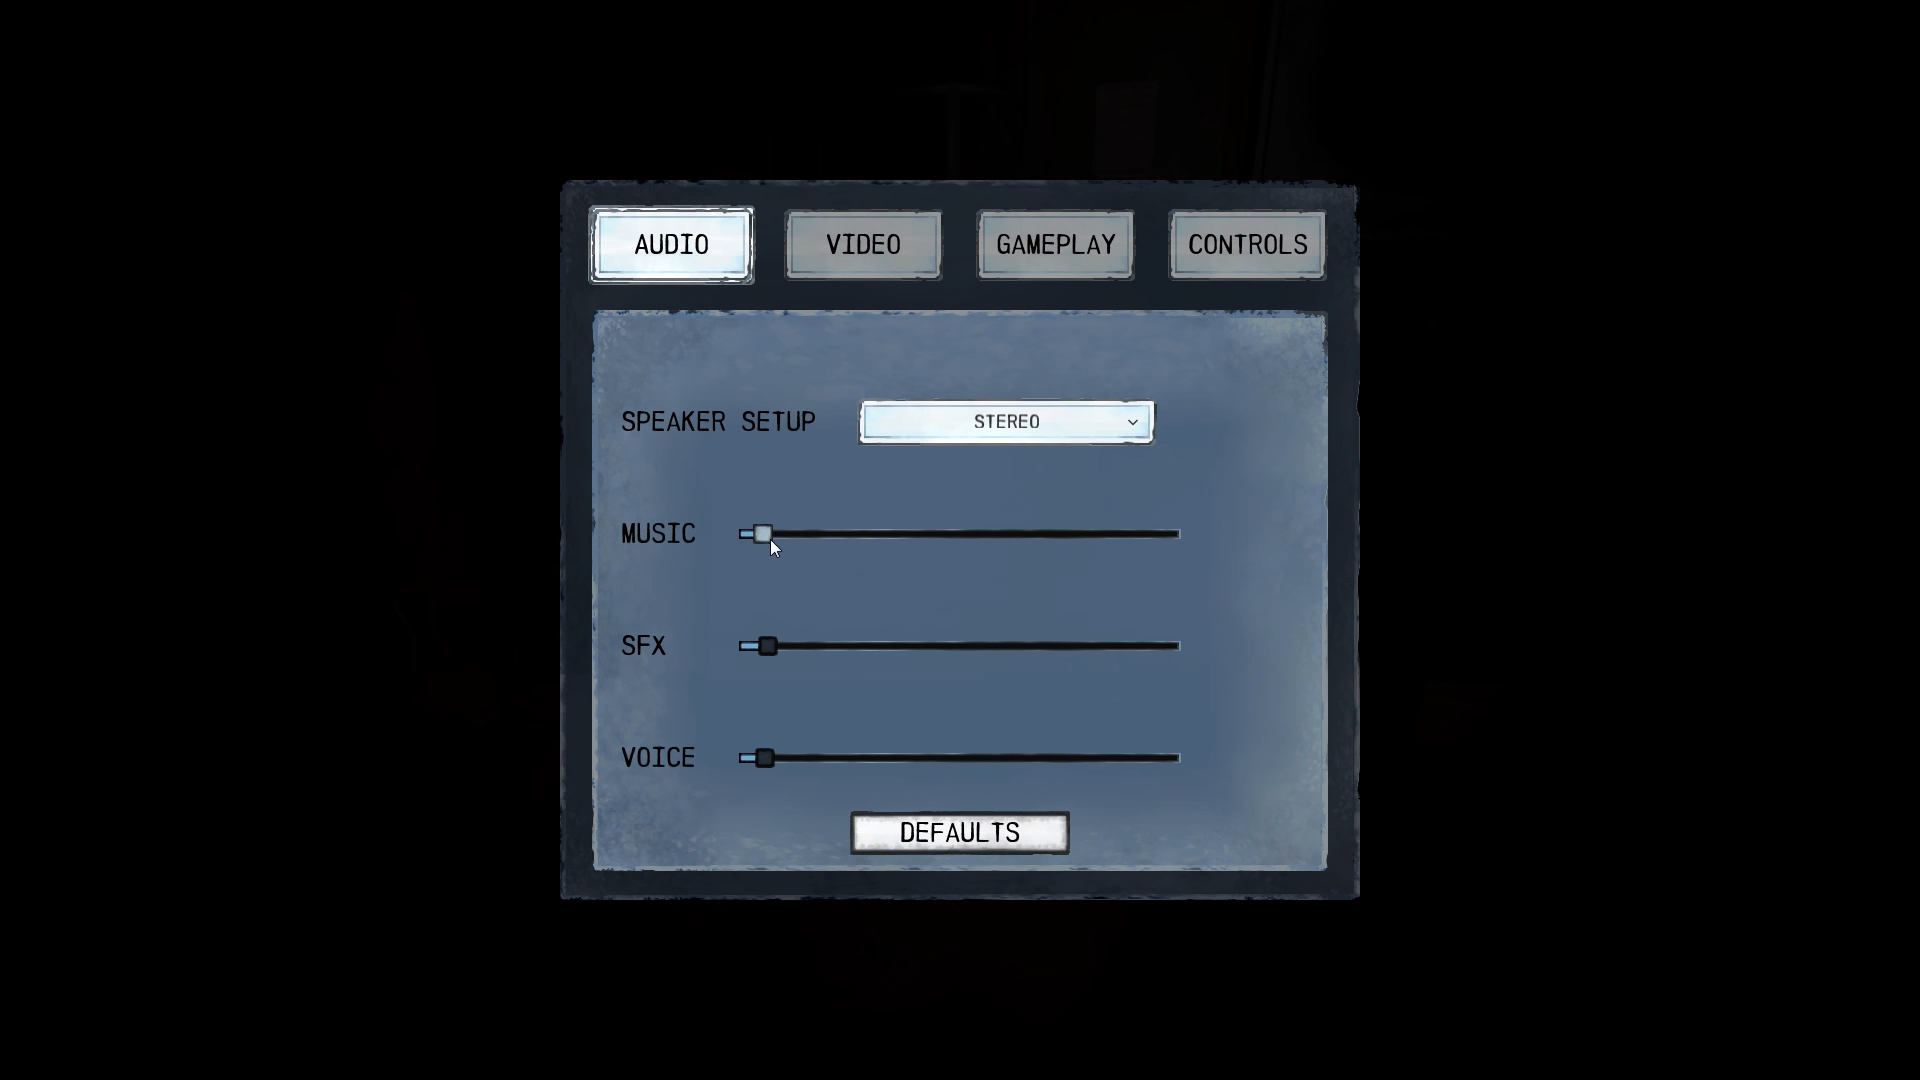 AUDIO VIDEO GAMEPLAY CONTROLS
SPEAKER SETUP STEREO
MUSIC
SFX
VOICE
DEFAULTS